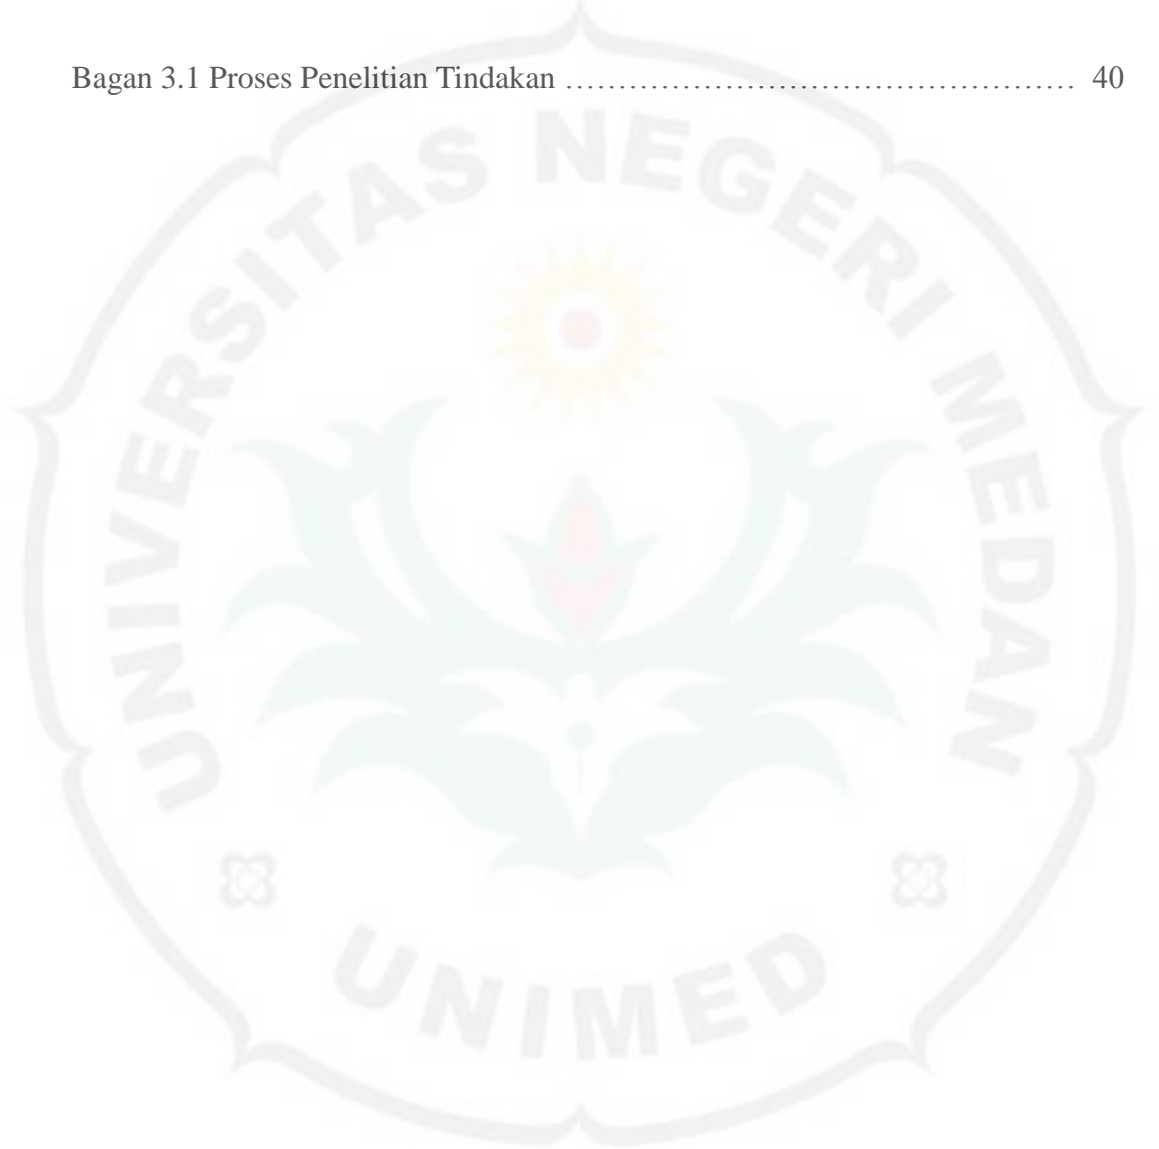 Bagan 3.1 Proses Penelitian Tindakan ................................................ 40
UNIVERSITAS NEGERI MEDAN
UNIMED